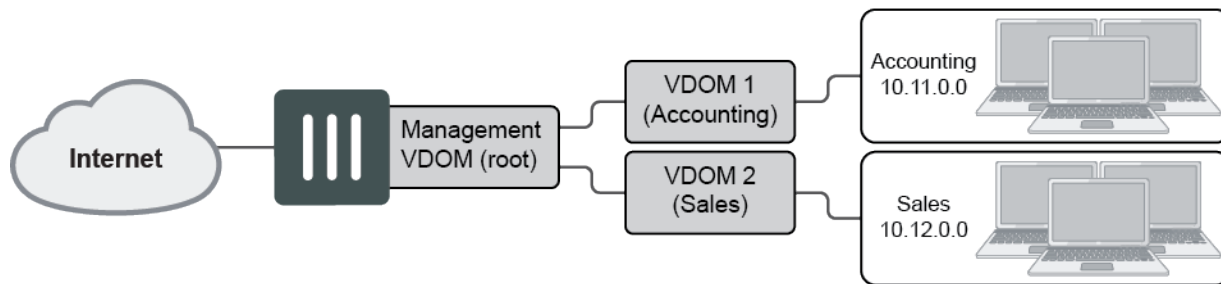 Internet
Management
VDOM (root)
VDOM 1
(Accounting)
VDOM 2
(Sales)
Accounting
10.11.0.0
Sales
10.12.0.0